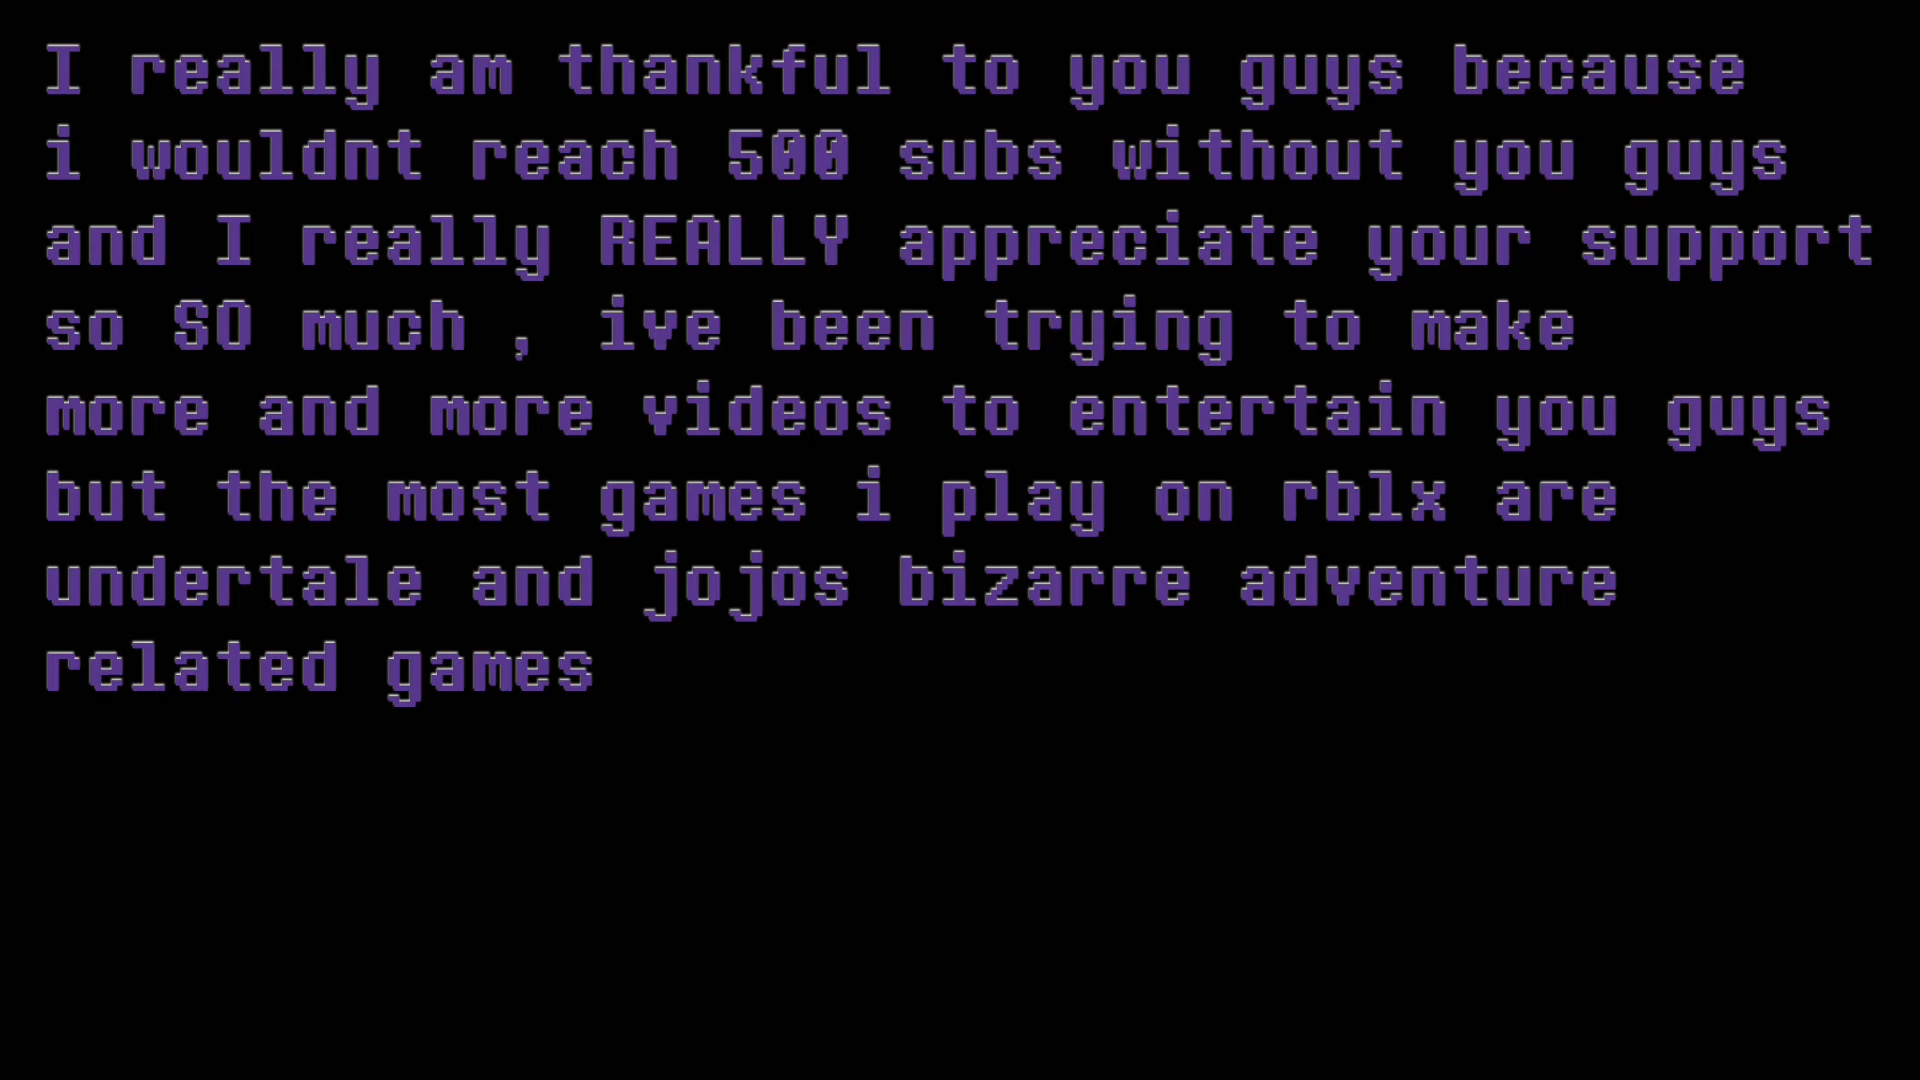 I really am thankful to you guys because
i wouldnt reach 500 subs without you guys
and I really REALLY appreciate your support
so SO much , ive been trying to make
more and more videos to entertain you guys
but the most games i play on rblx are
undertale and jojos bizarre adventure
related games